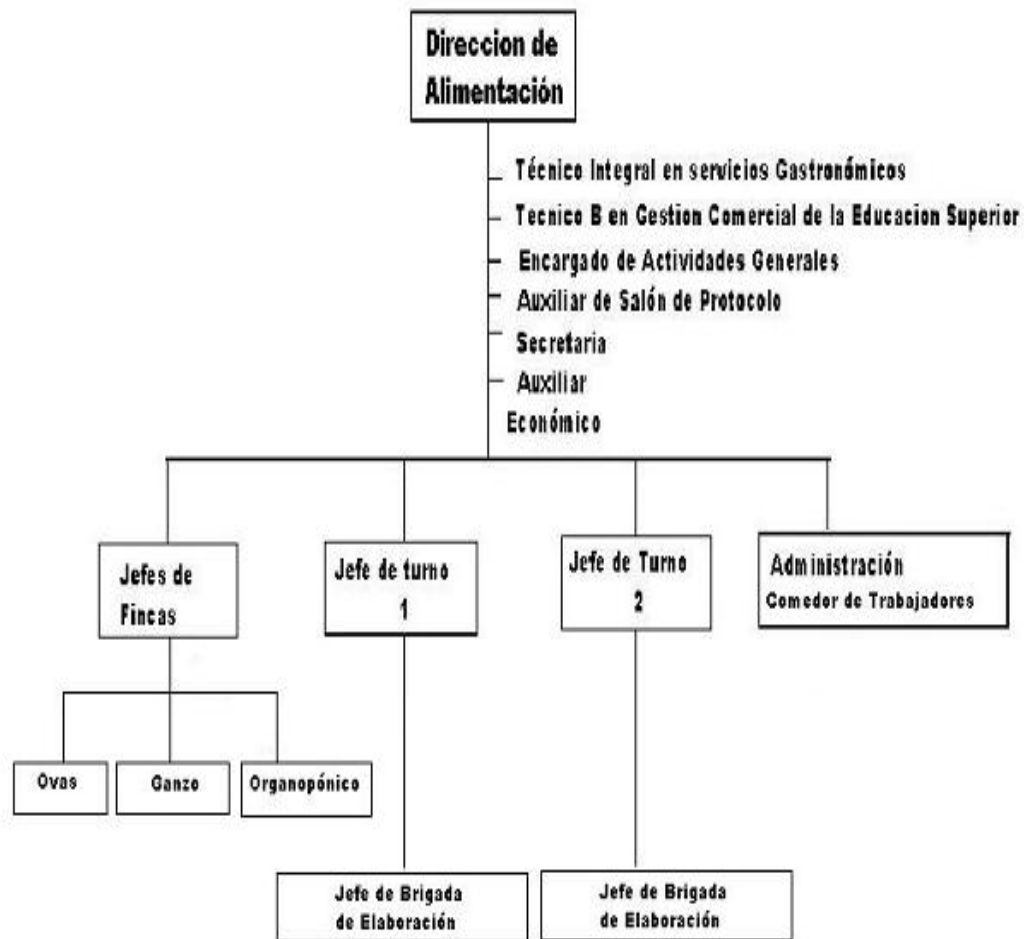 Direccion de
Alimentación
Técnico Integral en servicios Gastronómicos
Tecnico B en Gestion Comercial de la Educacion Superior
Encargado de Actividades Generales
Auxiliar de Salón de Protocolo
Secretaria
Auxiliar
Económico
Jefes de
Fincas
Jefe de turno
1
Jefe de Turno
2
Administración
Comedor de Trabajadores
Ovas
Ganzo
Organopónico
Jefe de Brigada
de Elaboración
Jefe de Brigada
de Elaboración